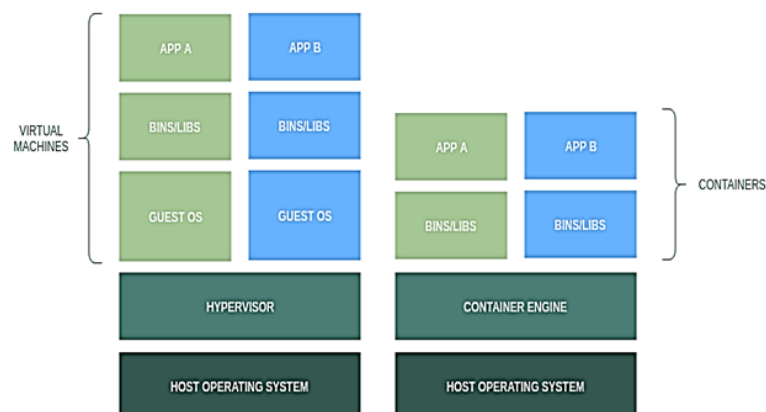 APP A
APP B
VIRTUAL
MACHINES
BINS/LIBS
BINS/LIBS
GUEST OS
GUEST OS
HYPERVISOR
HOST OPERATING SYSTEM
APP A
APP B
CONTAINERS
BINS/LIBS
BINS/LIBS
CONTAINER ENGINE
HOST OPERATING SYSTEM